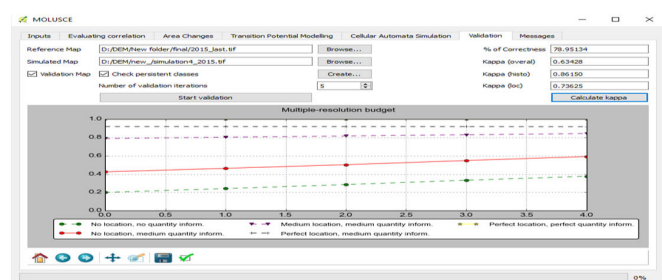 MOLUSCE
Inputs Evaluating correlation Area Changes Transition Potential Modelling Cellular Automata Simulation Validation Messages
Reference Map D:/DEM/New folder/final/2015_last.tif Browse... % of Correctness 78.95134
Simulated Map D:/DEM/new_/simulation4_2015.tif Browse... Kappa (overal) 0.63428
Validation Map Check persistent classes Create... Kappa (histo) 0.86150
Number of validation iterations 5 Kappa (loc) 0.73625
Start validation Calculate kappa
Multiple-resolution budget
1.0
0.8
0.6
0.4
0.2
0.0
0.0 0.5 1.0 1.5 2.0 2.5 3.0 3.5 4.0
No location, no quantity inform. Medium location, medium quantity inform. Perfect location, perfect quantity inform.
No location, medium quantity inform. Perfect location, medium quantity inform.
0%